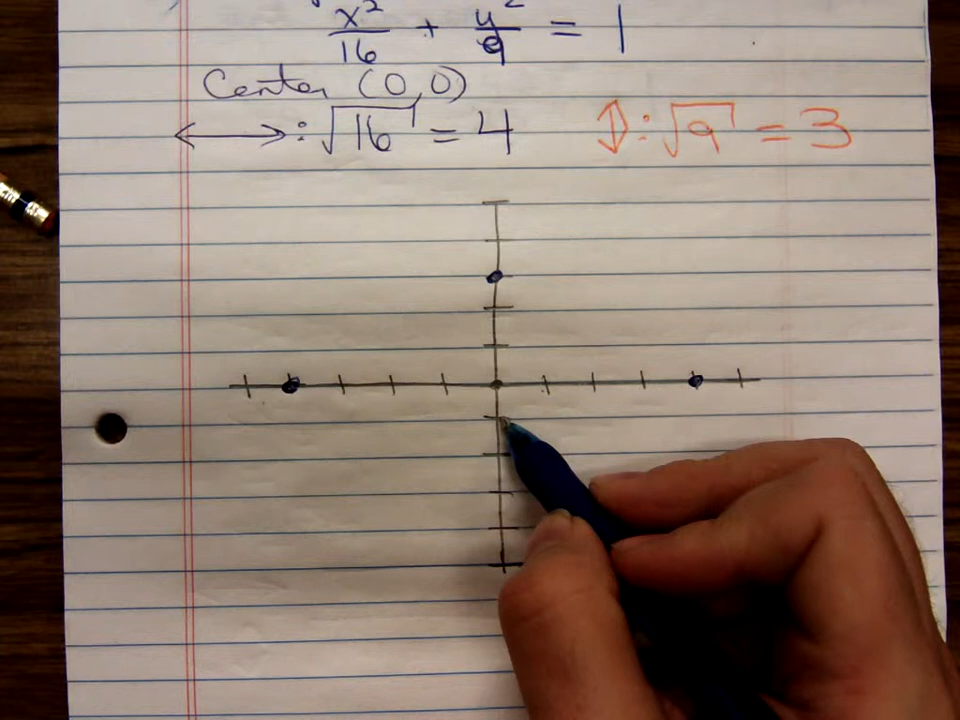 x²/16 + y²/9 = 1
Center (0,0)
↔ : √16 = 4 ↕ : √9 = 3